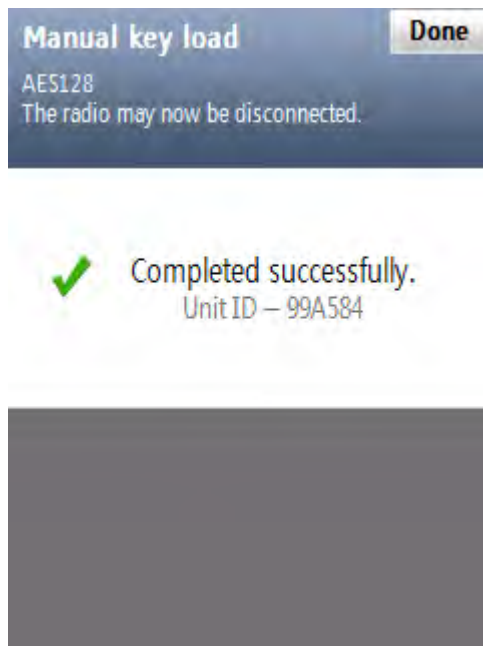 Manual key load
Done
AES128
The radio may now be disconnected.
Completed successfully.
Unit ID – 99A584